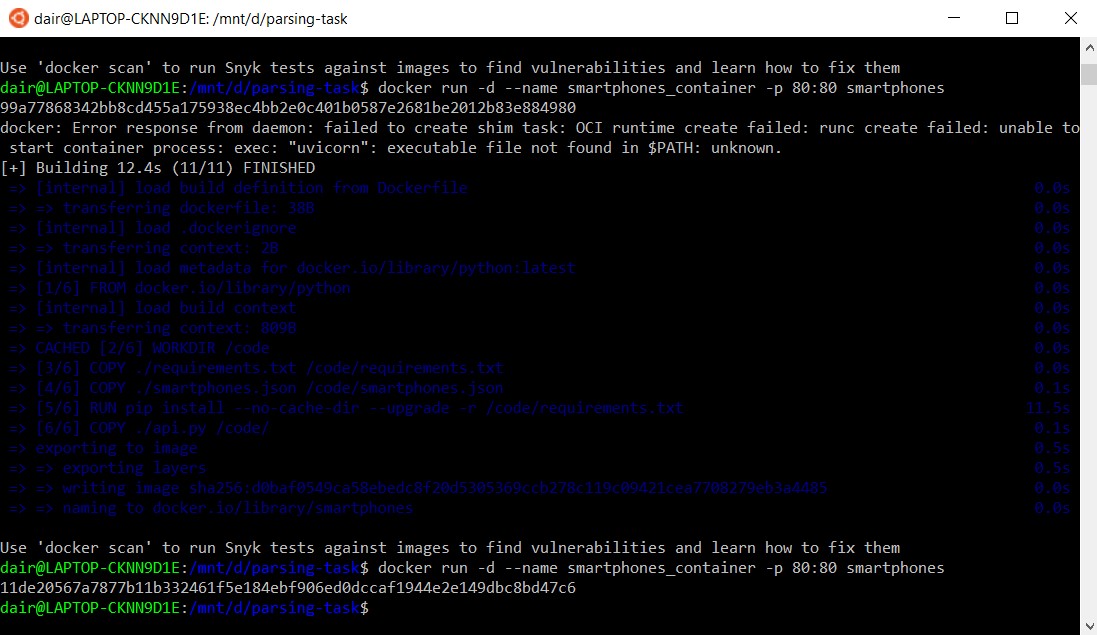 dair@LAPTOP-CKNN9D1E: /mnt/d/parsing-task
Use 'docker scan' to run Snyk tests against images to find vulnerabilities and learn how to fix them
dair@LAPTOP-CKNN9D1E:/mnt/d/parsing-task$ docker run -d --name smartphones_container -p 80:80 smartphones
99a77868342bb8cd455a175938ec4bb2e0c401b0587e2681be2012b83e884980
docker: Error response from daemon: failed to create shim task: OCI runtime create failed: runc create failed: unable to
 start container process: exec: "uvicorn": executable file not found in $PATH: unknown.
[+] Building 12.4s (11/11) FINISHED
 => [internal] load build definition from Dockerfile 0.0s
 => => transferring dockerfile: 38B 0.0s
 => [internal] load .dockerignore 0.0s
 => => transferring context: 2B 0.0s
 => [internal] load metadata for docker.io/library/python:latest 0.0s
 => [1/6] FROM docker.io/library/python 0.0s
 => [internal] load build context 0.0s
 => => transferring context: 809B 0.0s
 => CACHED [2/6] WORKDIR /code 0.0s
 => [3/6] COPY ./requirements.txt /code/requirements.txt 0.0s
 => [4/6] COPY ./smartphones.json /code/smartphones.json 0.1s
 => [5/6] RUN pip install --no-cache-dir --upgrade -r /code/requirements.txt 11.5s
 => [6/6] COPY ./api.py /code/ 0.1s
 => exporting to image 0.5s
 => => exporting layers 0.5s
 => => writing image sha256:d0baf0549ca58ebedc8f20d5305369ccb278c119c09421cea7708279eb3a4485 0.0s
 => => naming to docker.io/library/smartphones 0.0s
Use 'docker scan' to run Snyk tests against images to find vulnerabilities and learn how to fix them
dair@LAPTOP-CKNN9D1E:/mnt/d/parsing-task$ docker run -d --name smartphones_container -p 80:80 smartphones
11de20567a7877b11b332461f5e184ebf906ed0dccaf1944e2e149dbc8bd47c6
dair@LAPTOP-CKNN9D1E:/mnt/d/parsing-task$